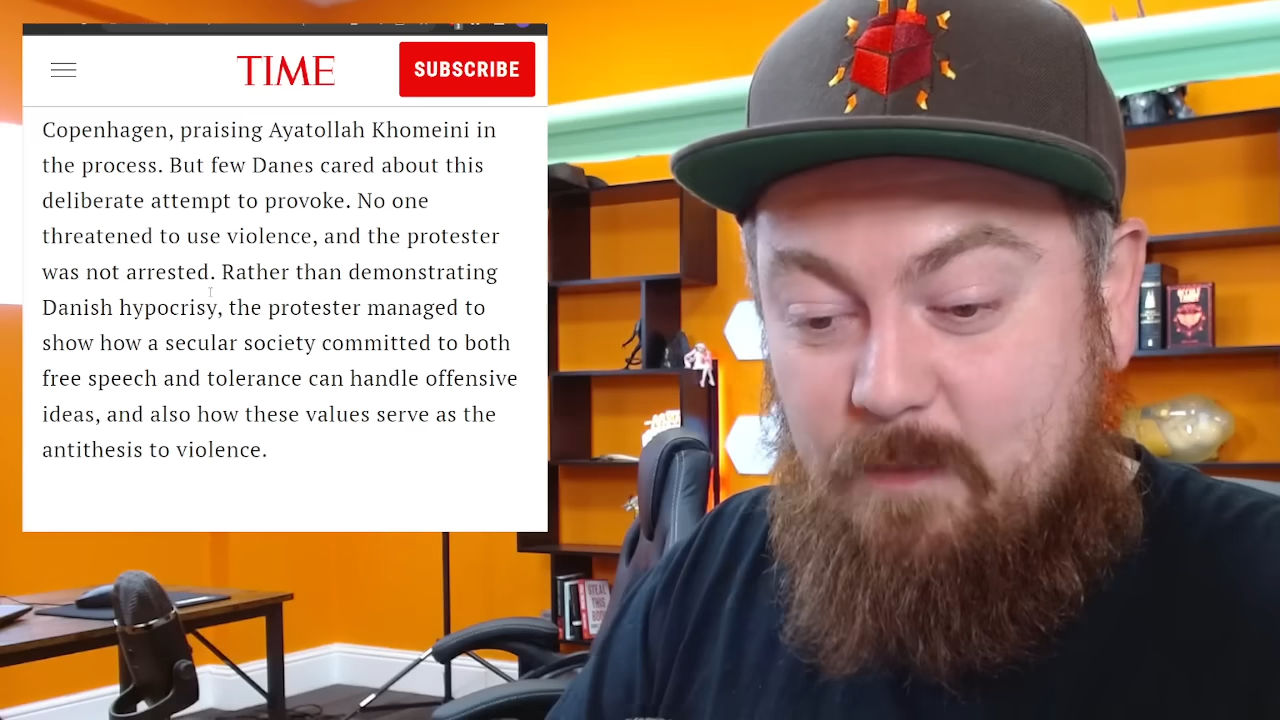 TIME
SUBSCRIBE
Copenhagen, praising Ayatollah Khomeini in
the process. But few Danes cared about this
deliberate attempt to provoke. No one
threatened to use violence, and the protester
was not arrested. Rather than demonstrating
Danish hypocrisy, the protester managed to
show how a secular society committed to both
free speech and tolerance can handle offensive
ideas, and also how these values serve as the
antithesis to violence.
STEAL
THIS
BOOK